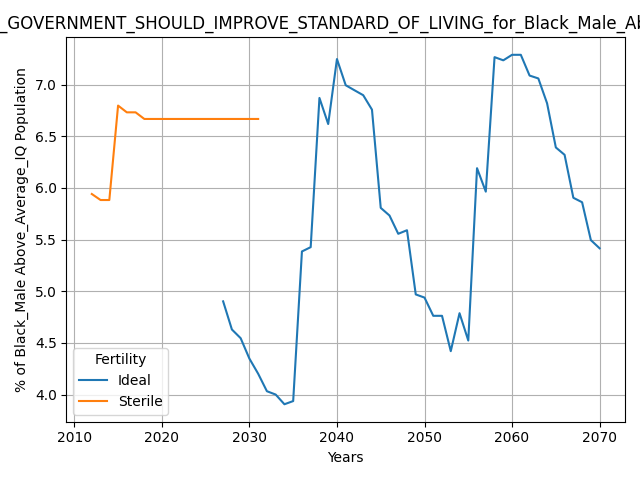 _GOVERNMENT_SHOULD_IMPROVE_STANDARD_OF_LIVING_for_Black_Male_Ab
% of Black_Male Above_Average_IQ Population
7.0
6.5
6.0
5.5
5.0
4.5
4.0
Fertility
Ideal
Sterile
2010 2020 2030 2040 2050 2060 2070
Years